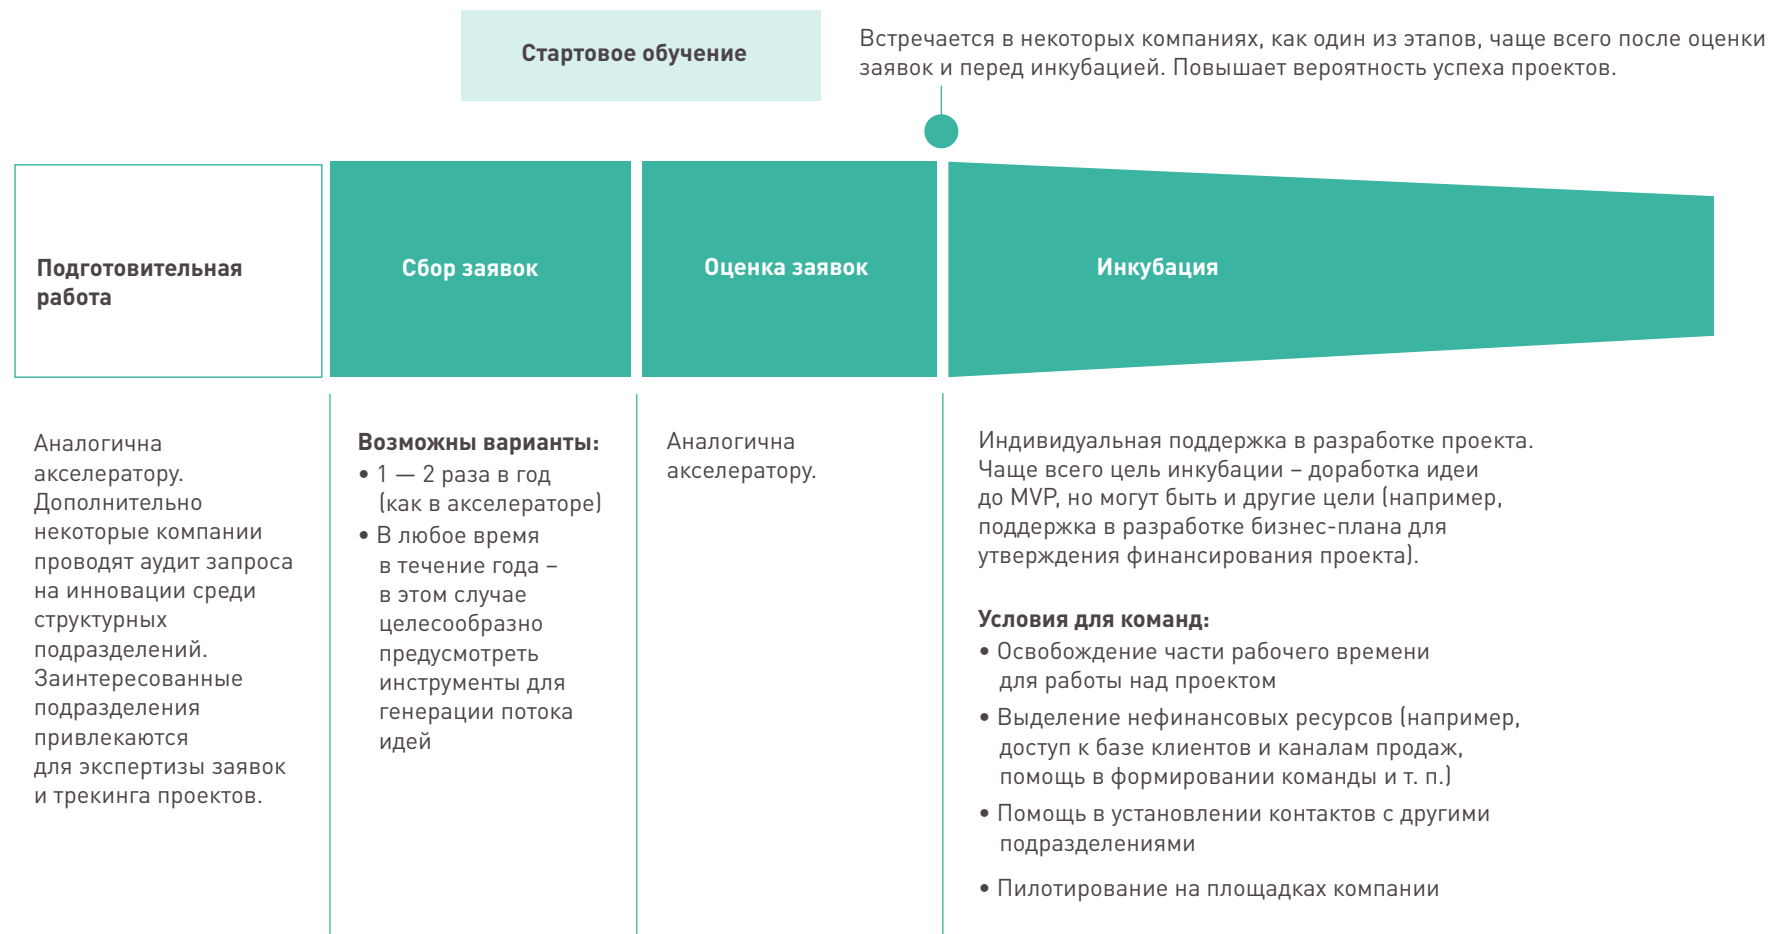 Стартовое обучение
Встречается в некоторых компаниях, как один из этапов, чаще всего после оценки
заявок и перед инкубацией. Повышает вероятность успеха проектов.
Подготовительная
работа
Сбор заявок
Оценка заявок
Инкубация
Аналогична
акселератору.
Дополнительно
некоторые компании
проводят аудит запроса
на инновации среди
структурных
подразделений.
Заинтересованные
подразделения
привлекаются
для экспертизы заявок
и трекинга проектов.
Возможны варианты:
• 1 — 2 раза в год
(как в акселераторе)
• В любое время
в течение года –
в этом случае
целесообразно
предусмотреть
инструменты для
генерации потока
идей
Аналогична
акселератору.
Индивидуальная поддержка в разработке проекта.
Чаще всего цель инкубации – доработка идеи
до MVP, но могут быть и другие цели (например,
поддержка в разработке бизнес-плана для
утверждения финансирования проекта).
Условия для команд:
• Освобождение части рабочего времени
для работы над проектом
• Выделение нефинансовых ресурсов (например,
доступ к базе клиентов и каналам продаж,
помощь в формировании команды и т. п.)
• Помощь в установлении контактов с другими
подразделениями
• Пилотирование на площадках компании